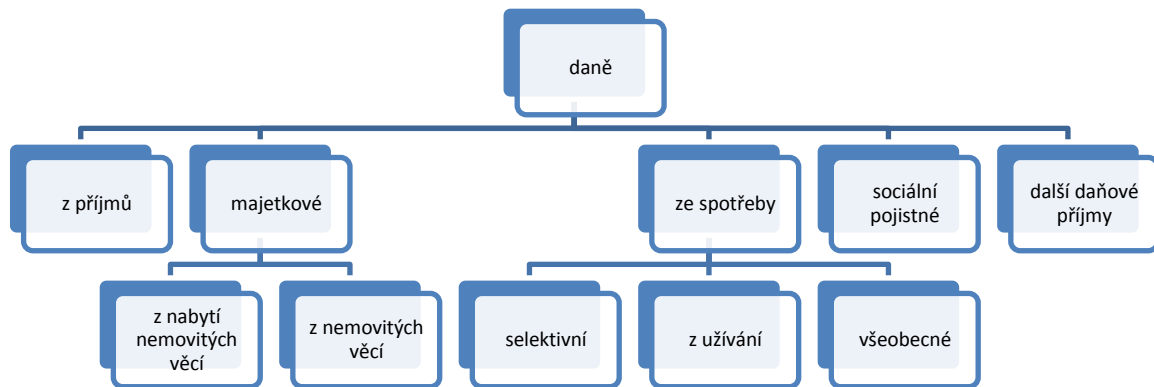 daně
z příjmů
majetkové
ze spotřeby
sociální
pojistné
další daňové
příjmy
z nabytí
nemovitých
věcí
z nemovitých
věcí
selektivní
z užívání
všeobecné